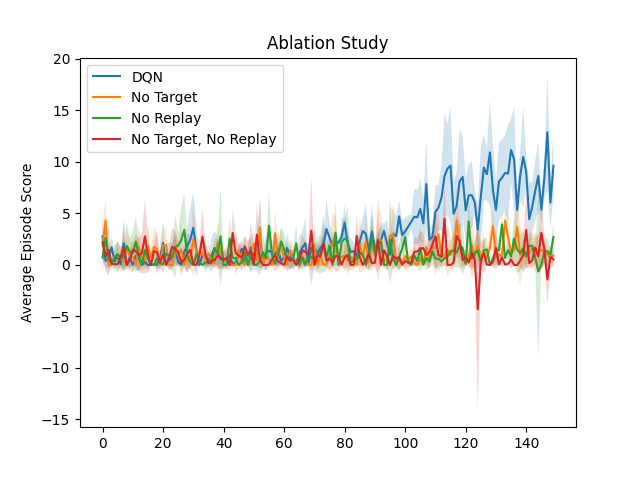 Ablation Study
DQN
No Target
No Replay
No Target, No Replay
Average Episode Score
20
15
10
5
0
−5
−10
−15
0 20 40 60 80 100 120 140